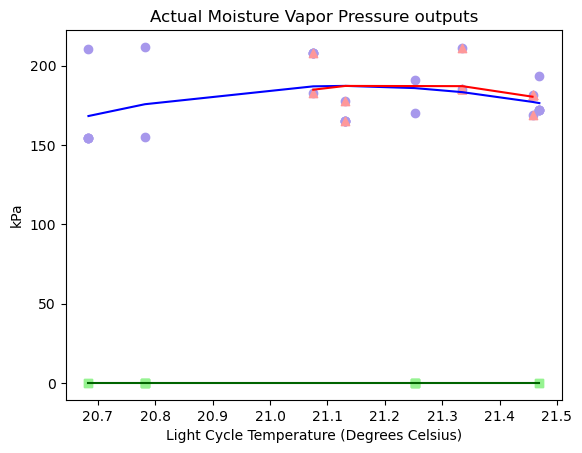 Actual Moisture Vapor Pressure outputs
200
150
100
50
0
kPa
20.7 20.8 20.9 21.0 21.1 21.2 21.3 21.4 21.5
Light Cycle Temperature (Degrees Celsius)